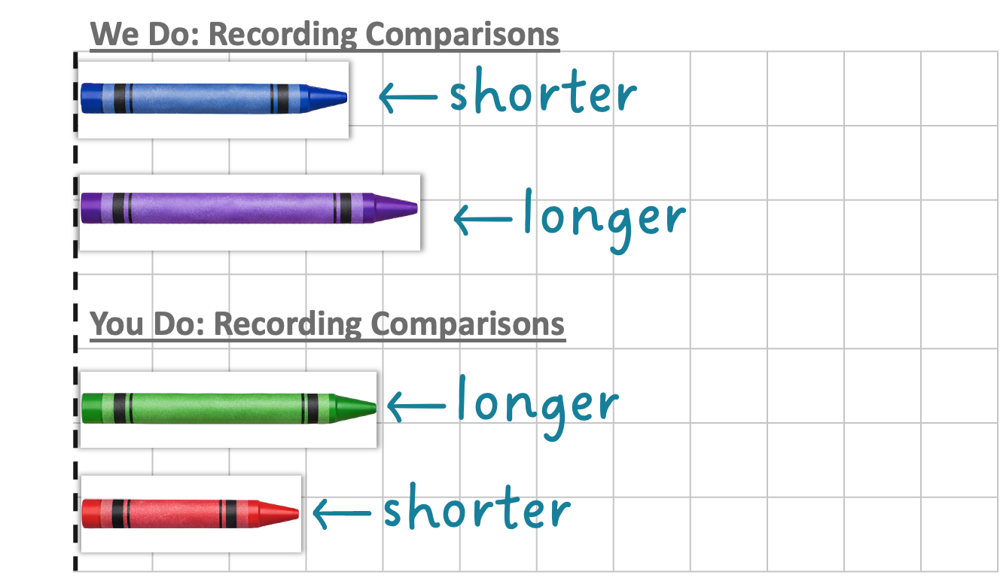 We Do: Recording Comparisons
← shorter
← longer
You Do: Recording Comparisons
← longer
← shorter